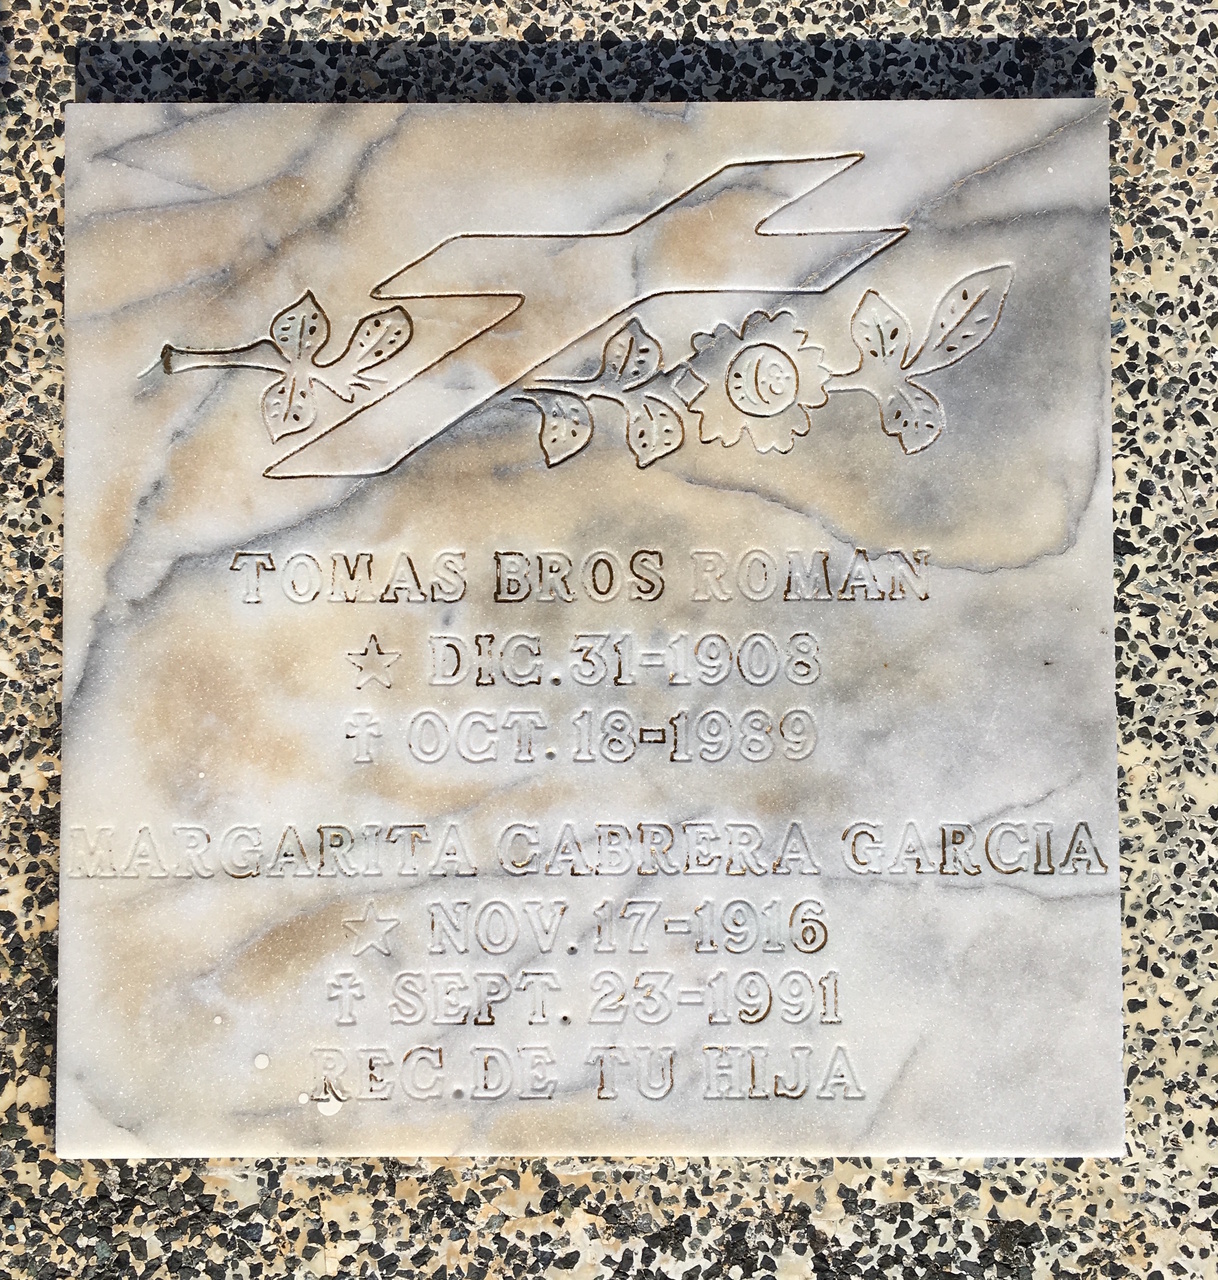 TOMAS BROS ROMAN
☆ DIC. 31-1908
✝ OCT. 18-1989
MARGARITA CABRERA GARCIA
☆ NOV. 17-1916
✝ SEPT. 23-1991
REC. DE TU HIJA